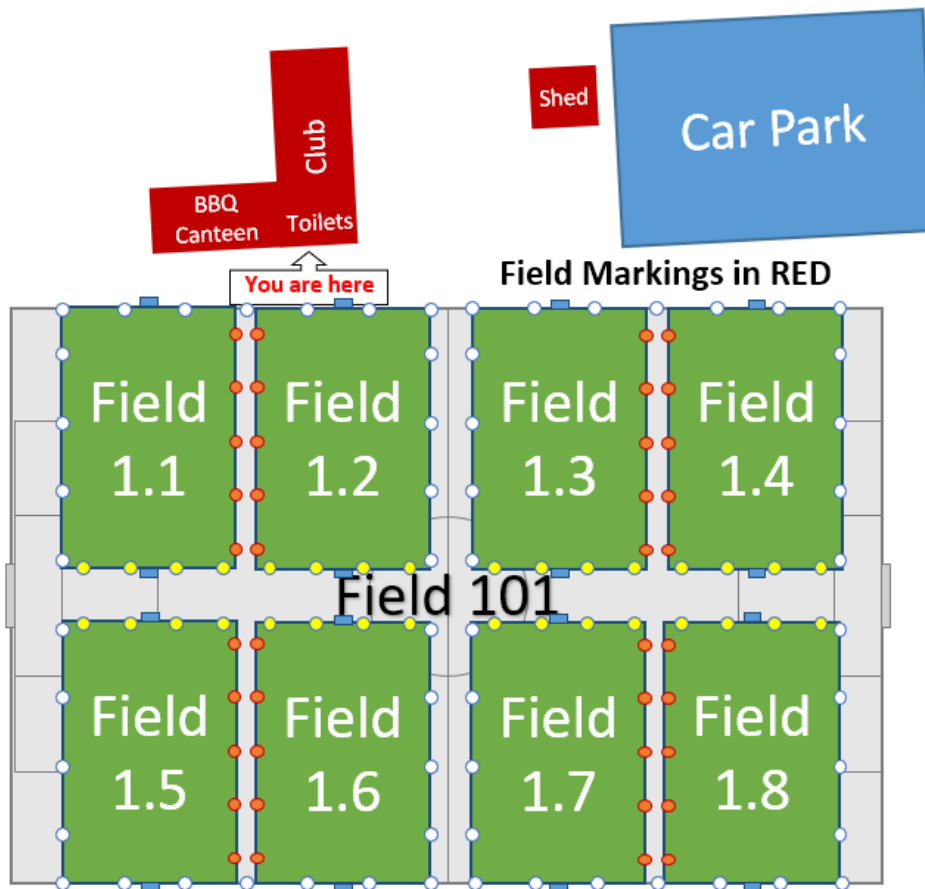 Club
Shed
Car Park
BBQ
Canteen
Toilets
You are here
Field Markings in RED
Field
1.1
Field
1.2
Field
1.3
Field
1.4
Field 101
Field
1.5
Field
1.6
Field
1.7
Field
1.8